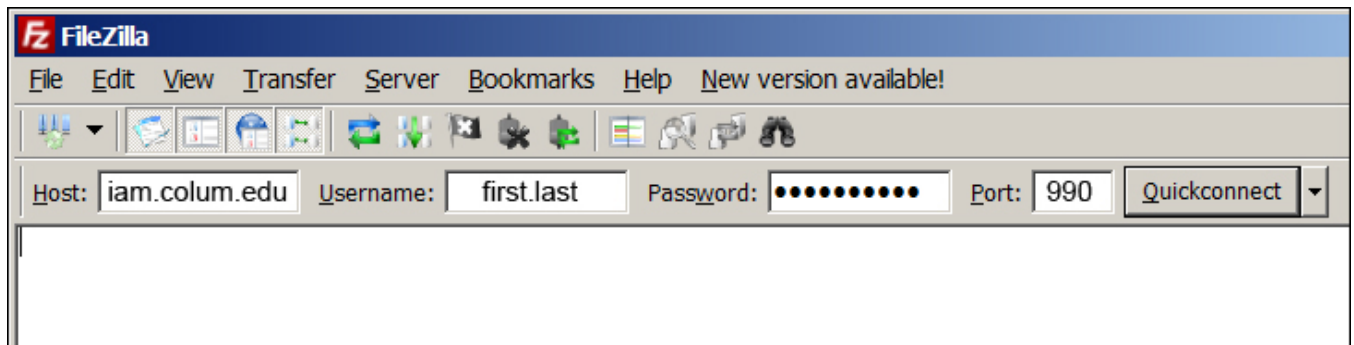 Fz FileZilla
File Edit View Transfer Server Bookmarks Help New version available!
Host: iam.colum.edu Username: first.last Password: •••••••••• Port: 990 Quickconnect